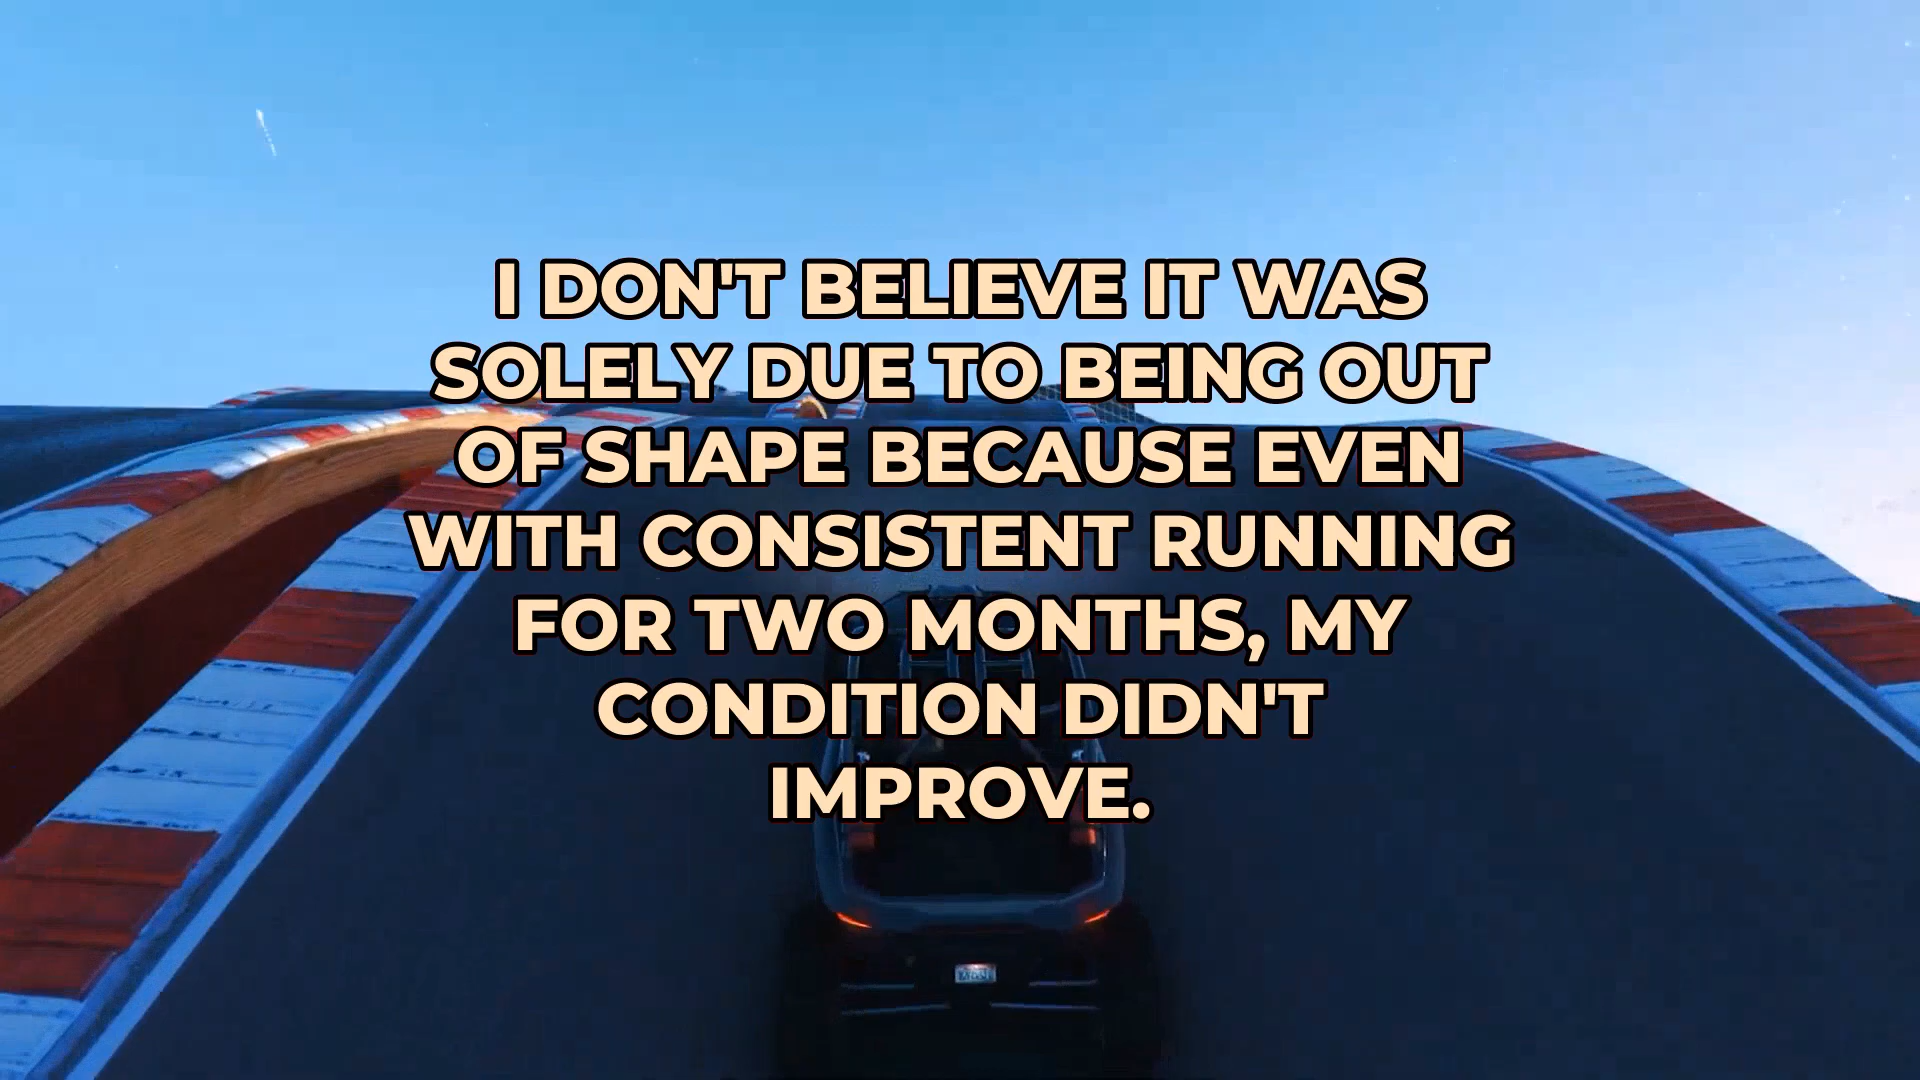 I DON'T BELIEVE IT WAS
SOLELY DUE TO BEING OUT
OF SHAPE BECAUSE EVEN
WITH CONSISTENT RUNNING
FOR TWO MONTHS, MY
CONDITION DIDN'T
IMPROVE.